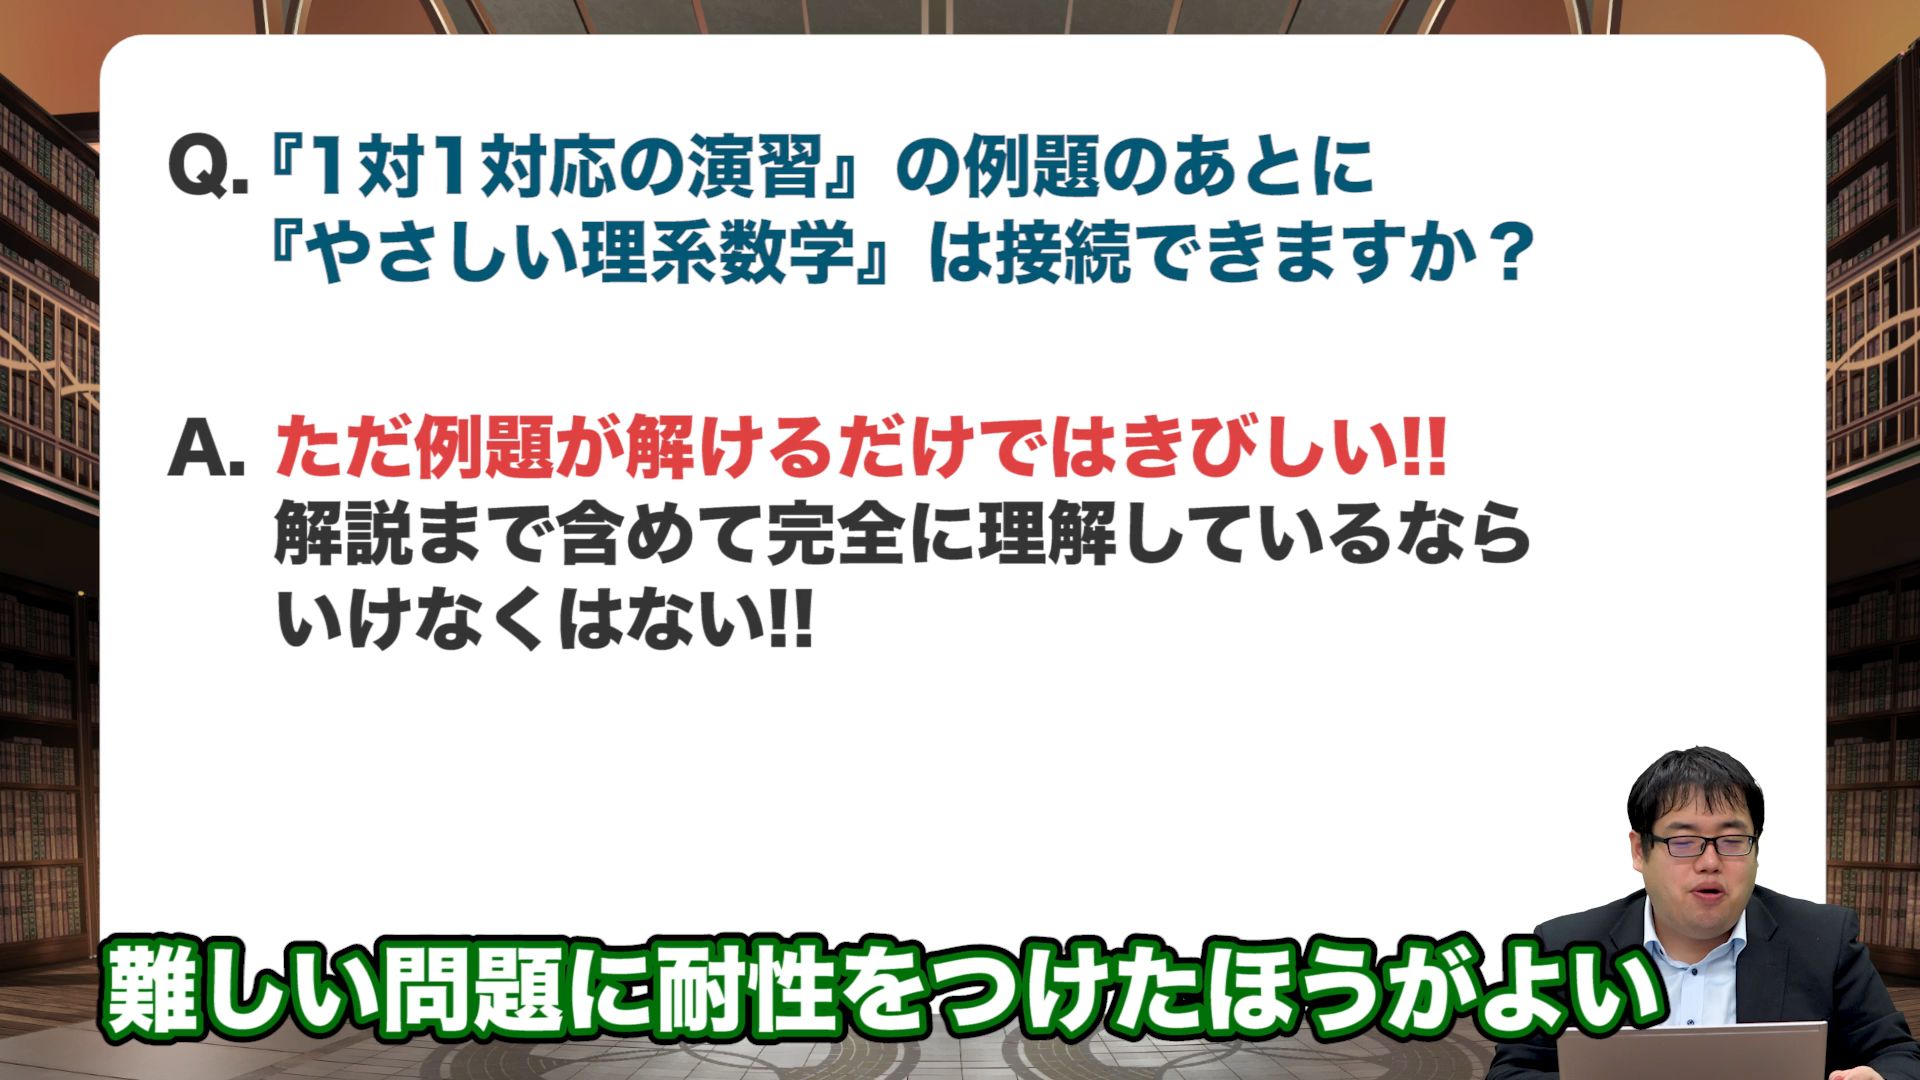 Q.『1対1対応の演習』の例題のあとに
『やさしい理系数学』は接続できますか？
A. ただ例題が解けるだけではきびしい!!
解説まで含めて完全に理解しているなら
いけなくはない!!
難しい問題に耐性をつけたほうがよい